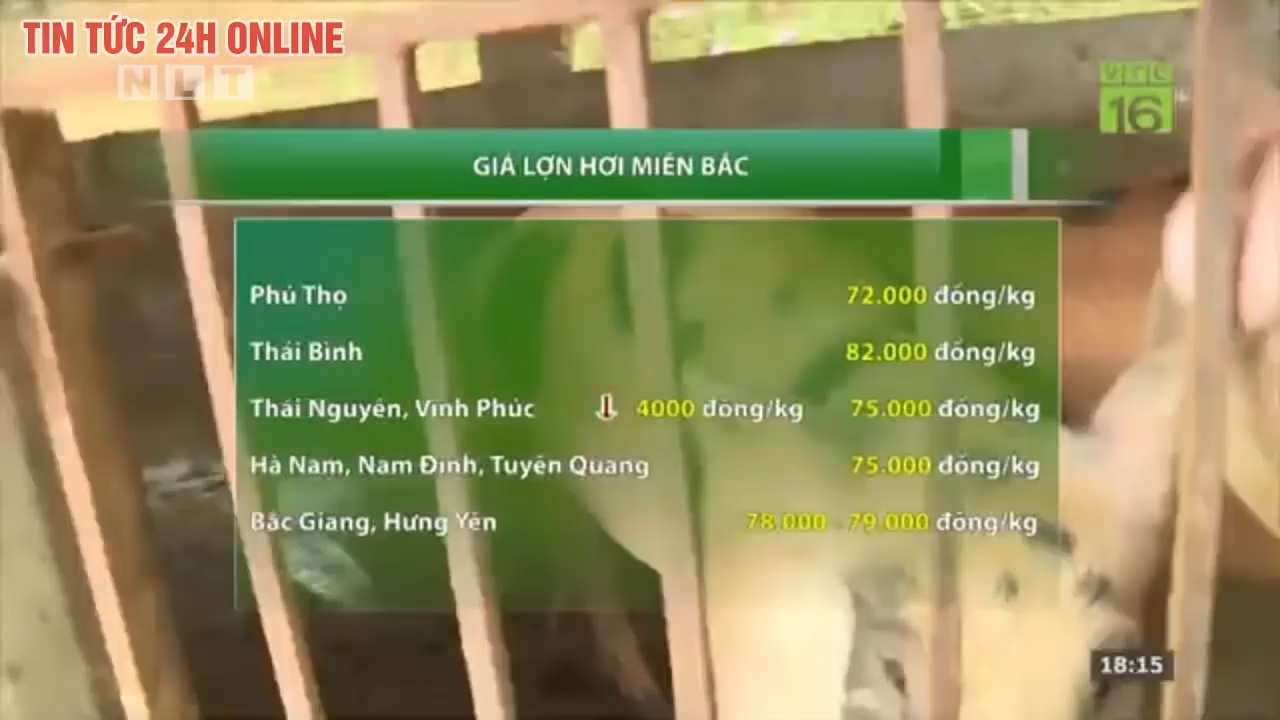 TIN TỨC 24H ONLINE
NLT
VTC
16
GIÁ LỢN HƠI MIỀN BẮC
Phú Thọ 72.000 đồng/kg
Thái Bình 82.000 đồng/kg
Thái Nguyên, Vĩnh Phúc 4000 đồng/kg 75.000 đồng/kg
Hà Nam, Nam Định, Tuyên Quang 75.000 đồng/kg
Bắc Giang, Hưng Yên 78.000 - 79.000 đồng/kg
18:15